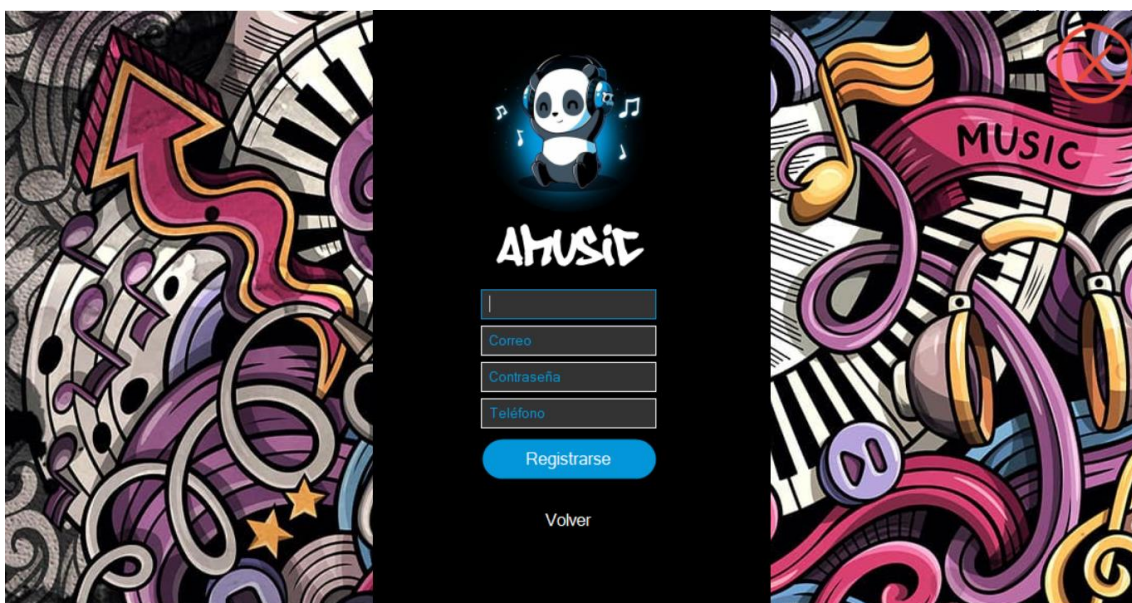 MUSIC
AMUSIC
Correo
Contraseña
Teléfono
Registrarse
Volver